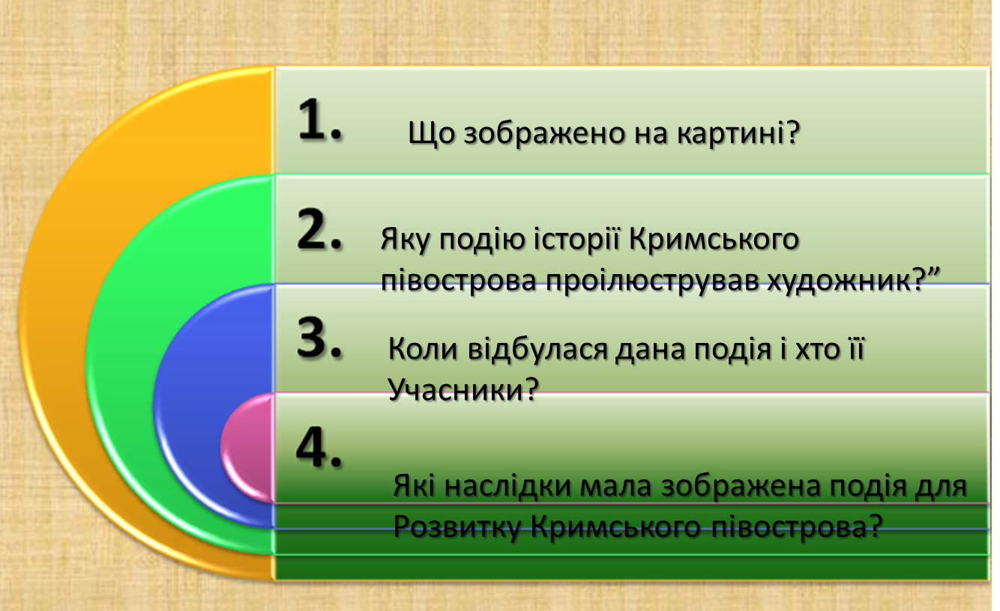 1. Що зображено на картині?
2. Яку подію історії Кримського
півострова проілюстрував художник?”
3. Коли відбулася дана подія і хто її
Учасники?
4.
Які наслідки мала зображена подія для
Розвитку Кримського півострова?